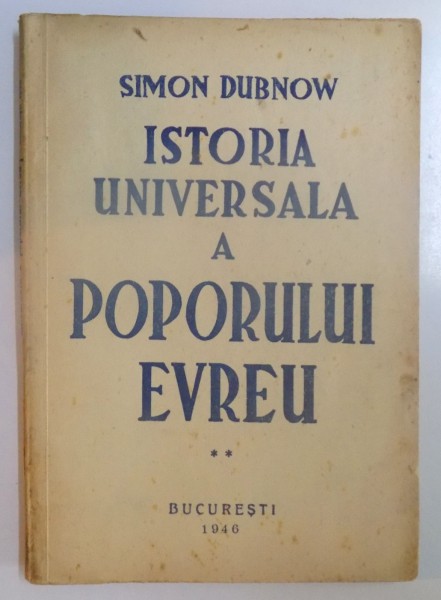 SIMON DUBNOW
ISTORIA
UNIVERSALA
A
POPORULUI
EVREU
* *
BUCUREȘTI
1946